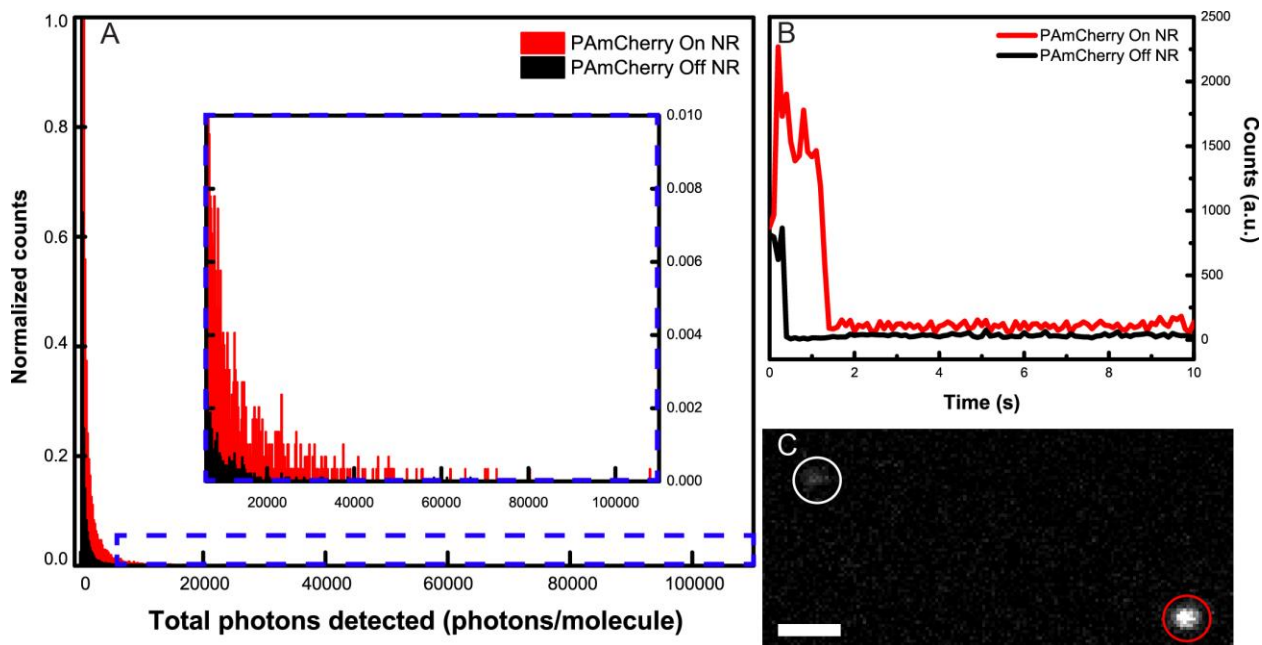 A
1.0
0.8
0.6
0.4
0.2
0.0
Normalized counts
PAmCherry On NR
PAmCherry Off NR
0.010
0.008
0.006
0.004
0.002
0.000
20000 40000 60000 80000 100000
0 20000 40000 60000 80000 100000
Total photons detected (photons/molecule)
B
PAmCherry On NR
PAmCherry Off NR
2500
2000
1500
1000
500
0
Counts (a.u.)
0 2 4 6 8 10
Time (s)
C